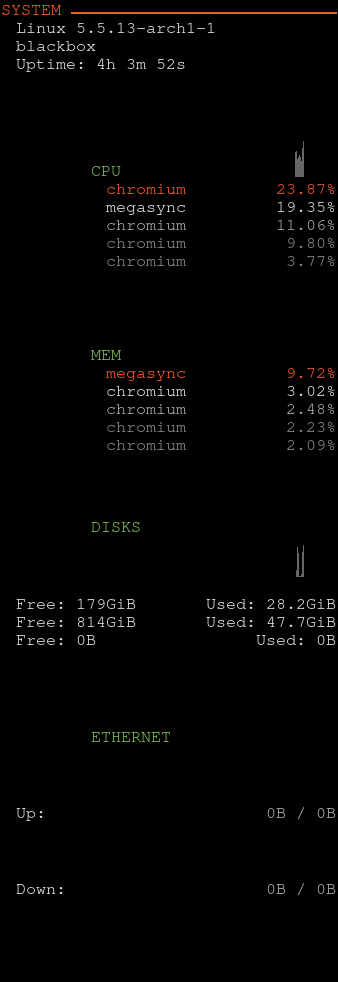 SYSTEM
Linux 5.5.13-arch1-1
blackbox
Uptime: 4h 3m 52s
CPU
chromium 23.87%
megasync 19.35%
chromium 11.06%
chromium 9.80%
chromium 3.77%
MEM
megasync 9.72%
chromium 3.02%
chromium 2.48%
chromium 2.23%
chromium 2.09%
DISKS
Free: 179GiB Used: 28.2GiB
Free: 814GiB Used: 47.7GiB
Free: 0B Used: 0B
ETHERNET
Up: 0B / 0B
Down: 0B / 0B